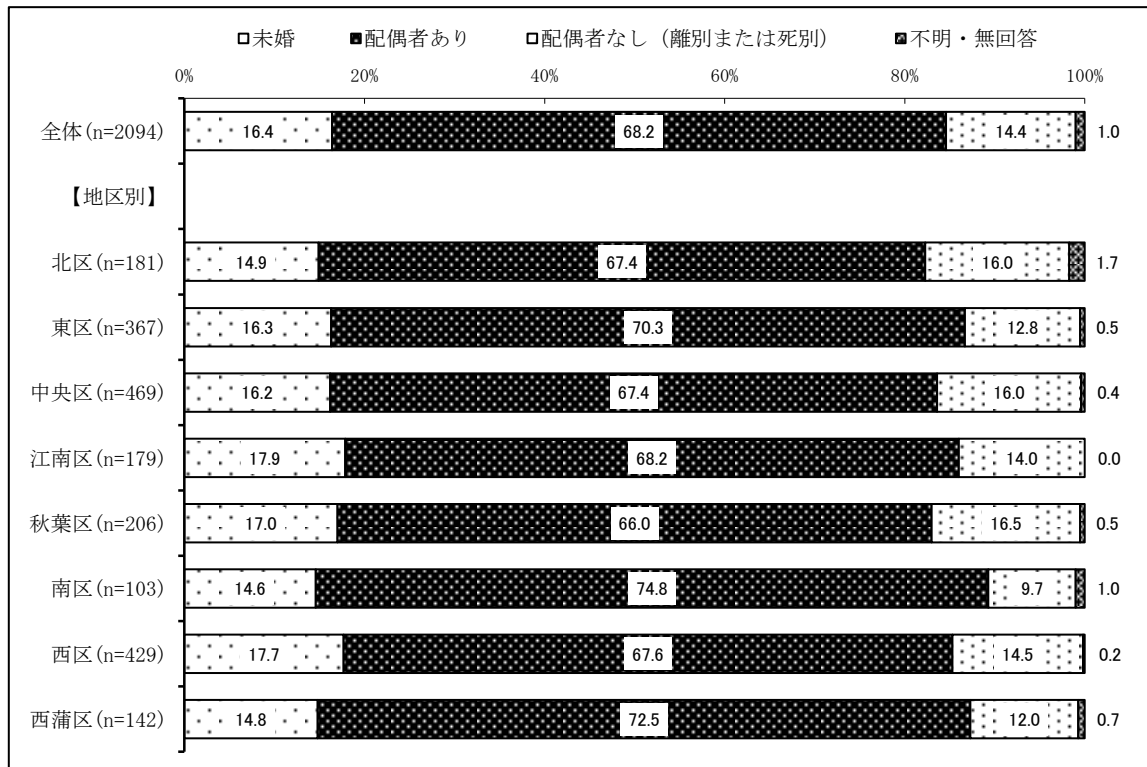 未婚 配偶者あり 配偶者なし（離別または死別） 不明・無回答
0% 20% 40% 60% 80% 100%
全体(n=2094) 16.4 68.2 14.4 1.0
【地区別】
北区(n=181) 14.9 67.4 16.0 1.7
東区(n=367) 16.3 70.3 12.8 0.5
中央区(n=469) 16.2 67.4 16.0 0.4
江南区(n=179) 17.9 68.2 14.0 0.0
秋葉区(n=206) 17.0 66.0 16.5 0.5
南区(n=103) 14.6 74.8 9.7 1.0
西区(n=429) 17.7 67.6 14.5 0.2
西蒲区(n=142) 14.8 72.5 12.0 0.7